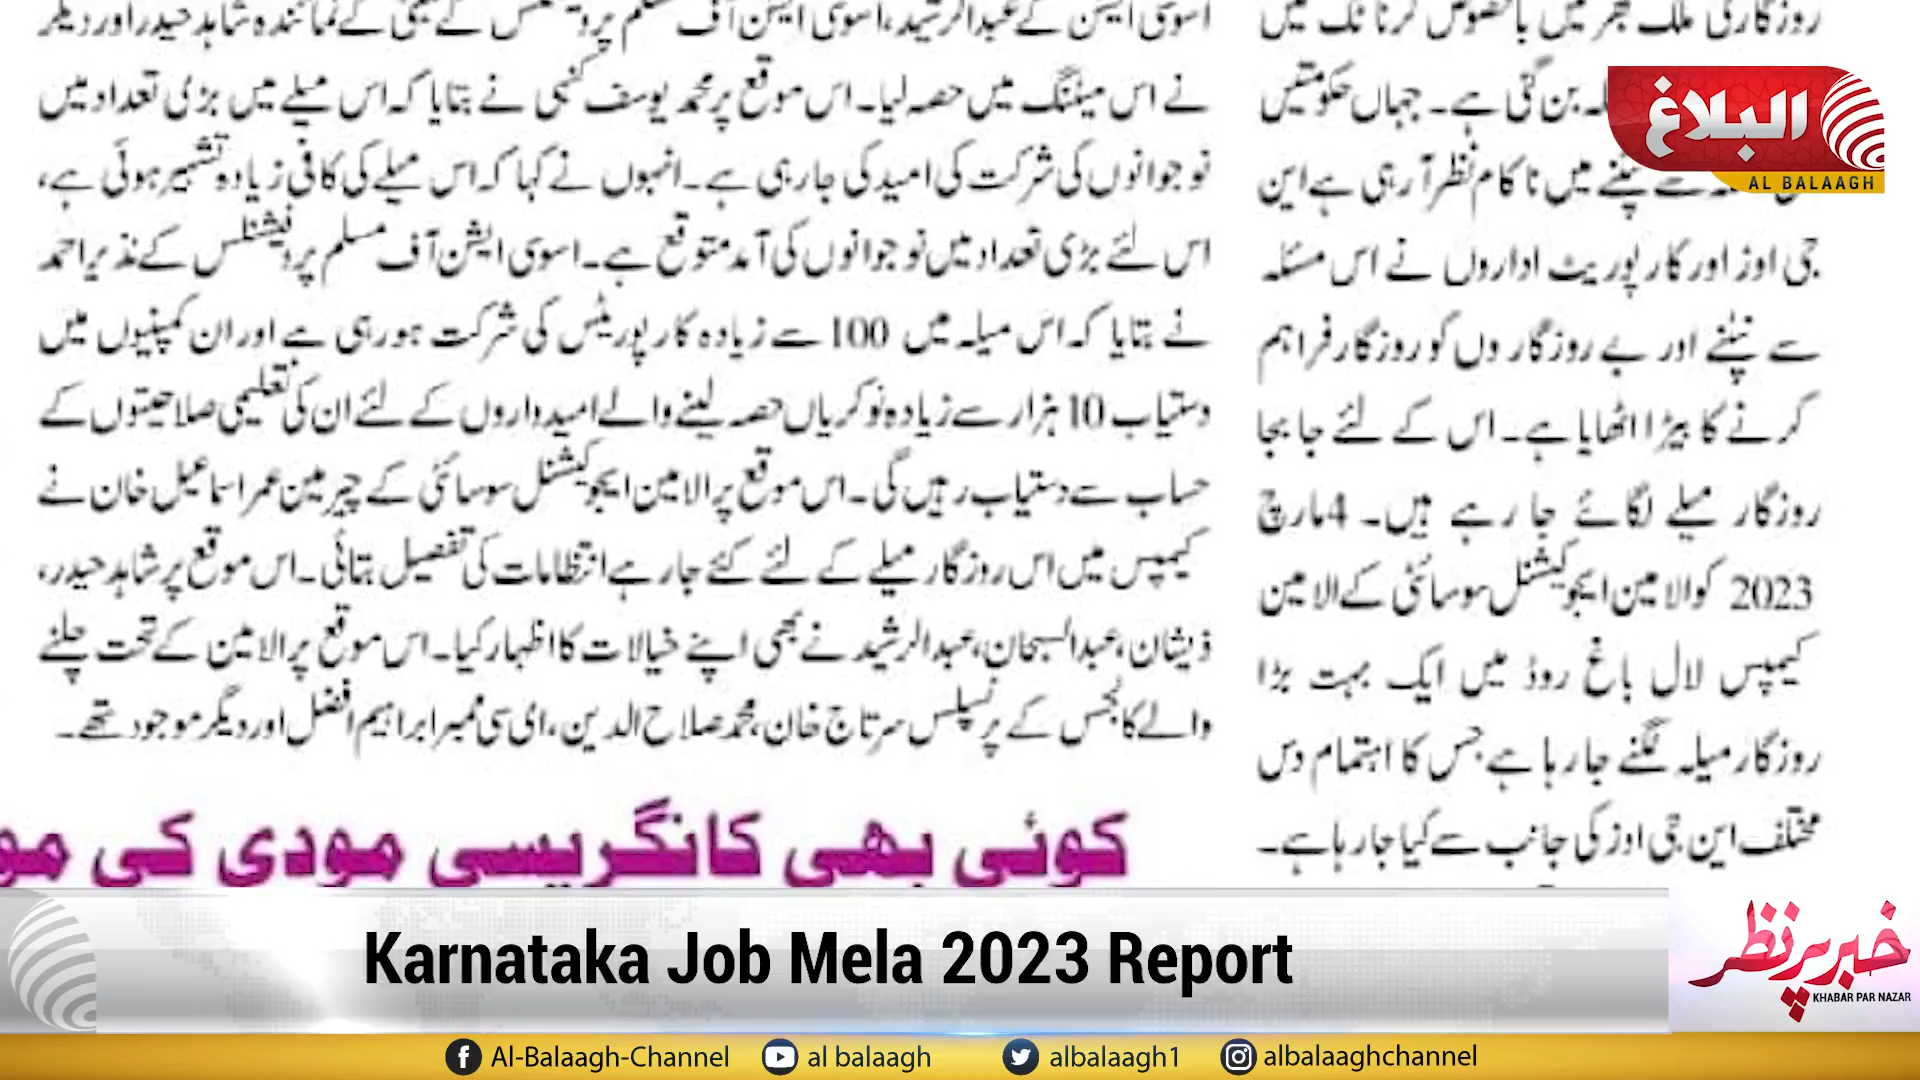 روزگاری ملک بھر میں بالخصوص کرناٹک میں
بن گئی ہے۔ جہاں حکومتیں
سے نپٹنے میں ناکام نظر آرہی ہے این
جی اوز اور کارپوریٹ اداروں نے اس مسئلہ
سے نپٹنے اور بے روزگاروں کو روزگار فراہم
کرنے کا بیڑا اٹھایا ہے۔ اس کے لئے جا بجا
روزگار میلے لگائے جا رہے ہیں۔ 4 مارچ
2023 کو الامین ایجوکیشنل سوسائٹی کے الامین
کیمپس لال باغ روڈ میں ایک بہت بڑا
روزگار میلہ لگنے جارہا ہے جس کا اہتمام دس
مختلف این جی اوز کی جانب سے کیا جارہا ہے۔
اسوسی ایشن کے عبدالرشید، اسوسی ایشن آف مسلم پروفیشنلس کے نمائندہ شاہد حیدر اور دیگر
نے اس میٹنگ میں حصہ لیا۔ اس موقع پر محمد یوسف کنجی نے بتایا کہ اس میلے میں بڑی تعداد میں
نوجوانوں کی شرکت کی امید کی جارہی ہے۔ انہوں نے کہا کہ اس میلے کی کافی زیادہ تشہیر ہوئی ہے،
اس لئے بڑی تعداد میں نوجوانوں کی آمد متوقع ہے۔ اسوسی ایشن آف مسلم پروفیشنلس کے نذیر احمد
نے بتایا کہ اس میلہ میں 100 سے زیادہ کارپوریٹس کی شرکت ہورہی ہے اور ان کمپنیوں میں
دستیاب 10 ہزار سے زیادہ نوکریاں حصہ لینے والے امیدواروں کے لئے ان کی تعلیمی صلاحیتوں کے
حساب سے دستیاب رہیں گی۔ اس موقع پر الامین ایجوکیشنل سوسائٹی کے چیرمین عمر اسماعیل خان نے
کیمپس میں اس روزگار میلے کے لئے کئے جارہے انتظامات کی تفصیل بتائی۔ اس موقع پر شاہد حیدر،
ذیشان، عبدالسبحان، عبدالرشید نے بھی اپنے خیالات کا اظہار کیا۔ اس موقع پر الامین کے تحت چلنے
والے کالجس کے پرنسپلس سرتاج خان، محمد صلاح الدین، ای سی ممبر ابراہیم افضل اور دیگر موجود تھے۔
کوئی بھی کانگریسی مودی کی
البلاغ
AL BALAAGH
Karnataka Job Mela 2023 Report
خبر پر نظر
KHABAR PAR NAZAR
Al-Balaagh-Channel
al balaagh
albalaagh1
albalaaghchannel